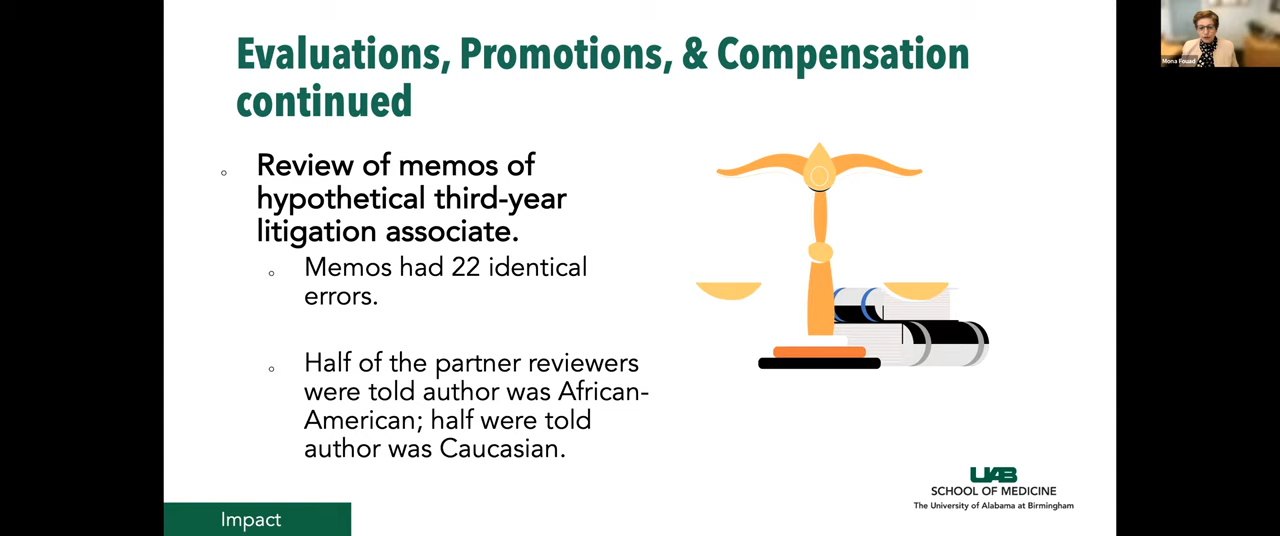 Evaluations, Promotions, & Compensation
continued
Review of memos of
hypothetical third-year
litigation associate.
Memos had 22 identical
errors.
Half of the partner reviewers
were told author was African-
American; half were told
author was Caucasian.
Impact
UAB
SCHOOL OF MEDICINE
The University of Alabama at Birmingham
Mona Fouad